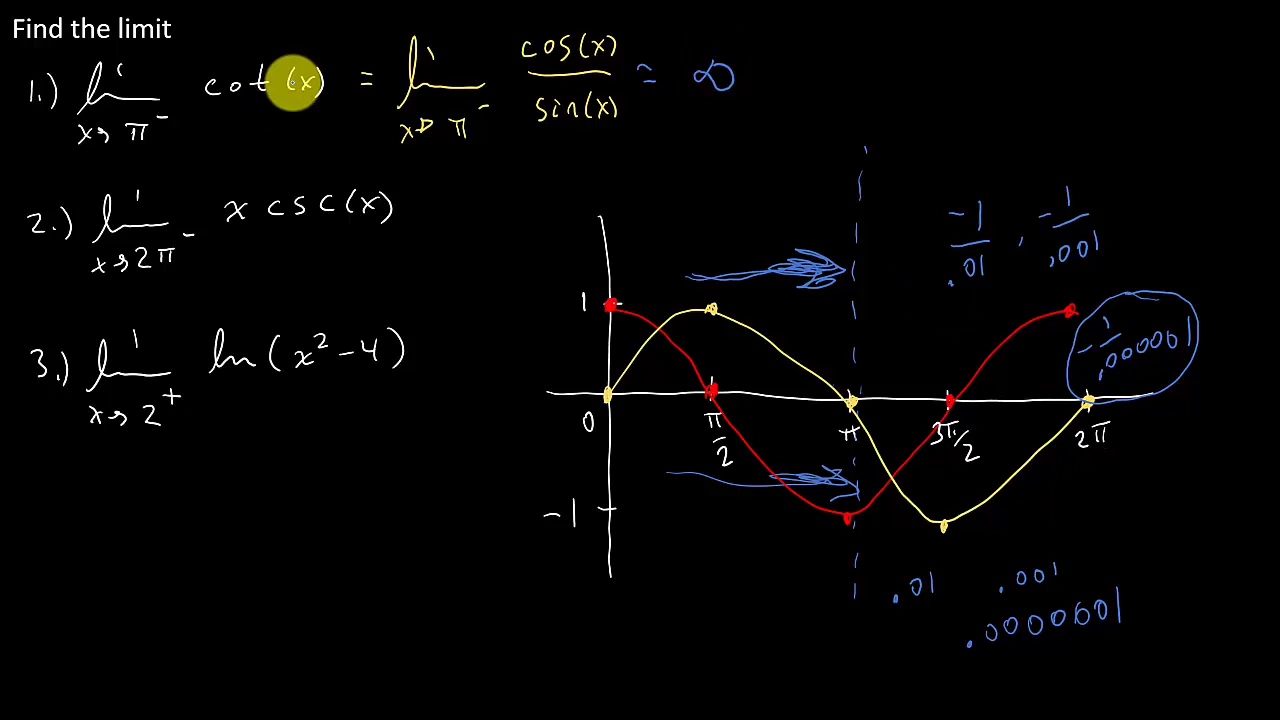 Find the limit
1.) lim x→π⁻ cot(x) = lim x→π⁻ cos(x)/sin(x) = ∞
2.) lim x→2π⁻ x csc(x)
3.) lim x→2⁺ ln(x²-4)
-1/.01 , -1/.001
-1/.000001
1
0 π/2 π 3π/2 2π
-1
.01 .001
.0000001